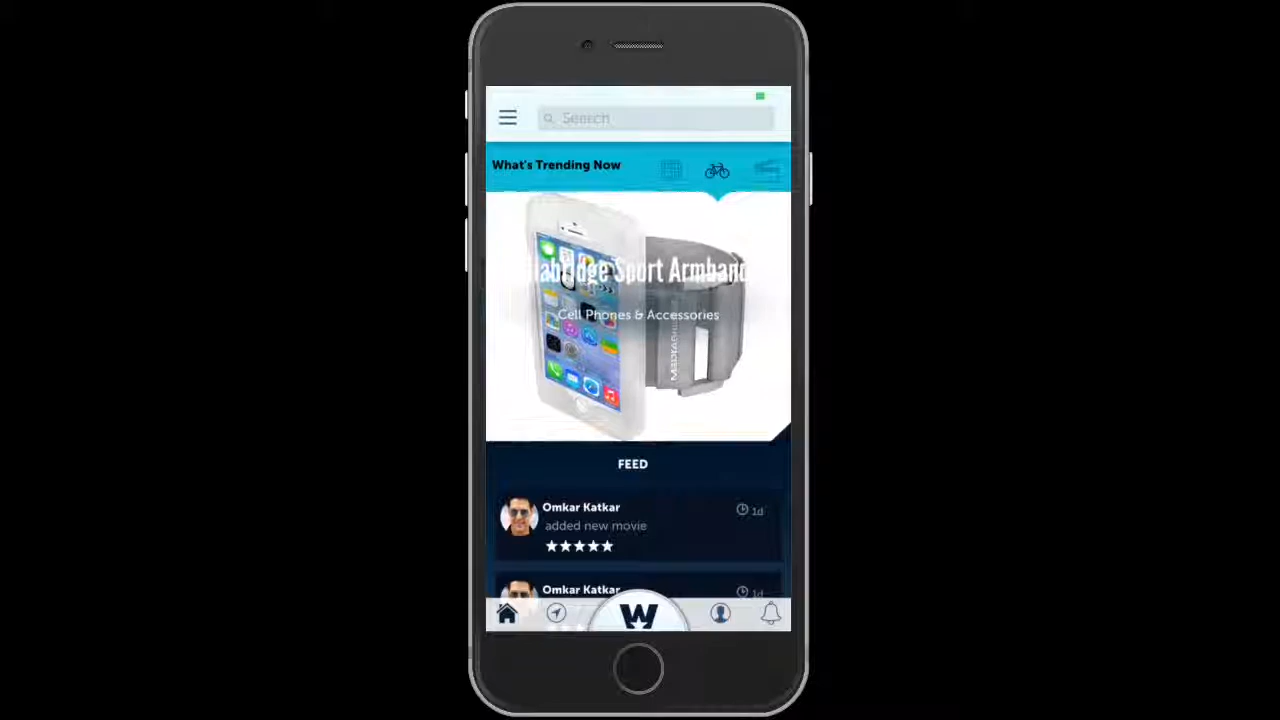 Search
What's Trending Now
Sport Armband
Cell Phones & Accessories
FEED
Omkar Katkar
1d
added new movie
Omkar Katkar
1d
W